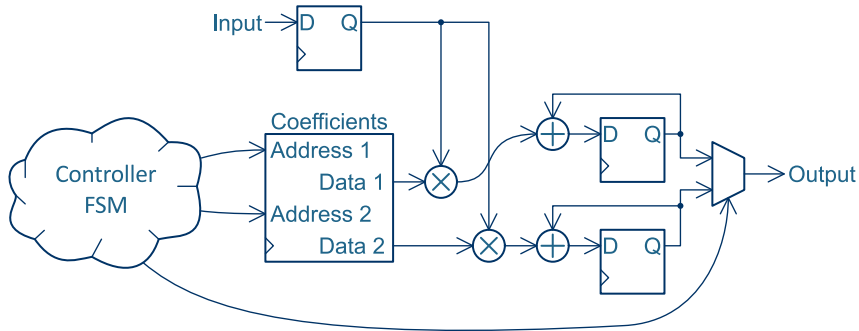 Input
D Q
Coefficients
Controller
FSM
Address 1
Data 1
Address 2
Data 2
D Q
D Q
Output